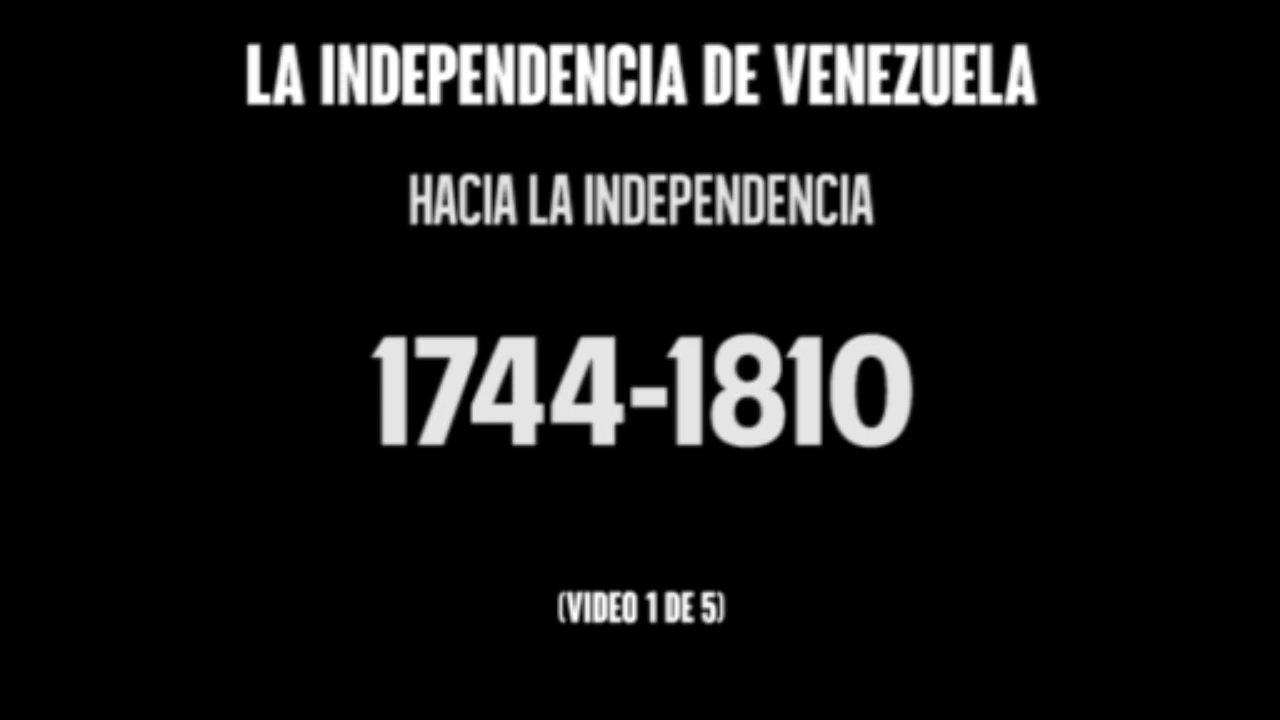 LA INDEPENDENCIA DE VENEZUELA
HACIA LA INDEPENDENCIA
1744-1810
(VIDEO 1 DE 5)